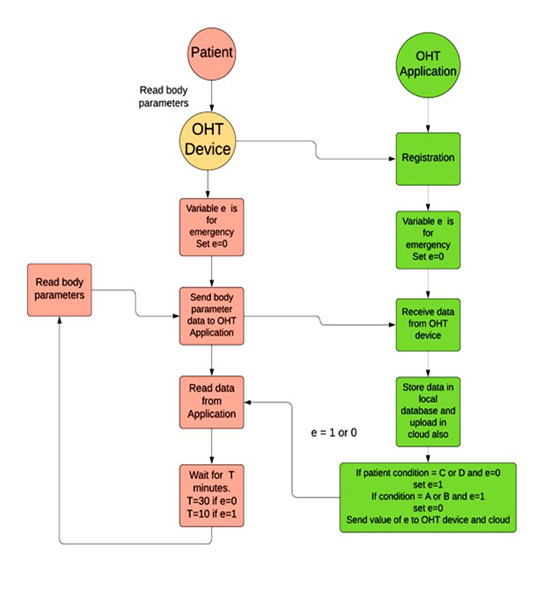 Patient
OHT
Application
Read body
parameters
OHT
Device
Registration
Variable e is
for
emergency
Set e=0
Variable e is
for
emergency
Set e=0
Read body
parameters
Send body
parameter
data to OHT
Application
Receive data
from OHT
device
Read data
from
Application
Store data in
local
database and
upload in
cloud also
e = 1 or 0
Wait for T
minutes.
T=30 if e=0
T=10 if e=1
If patient condition = C or D and e=0
set e=1
If condition = A or B and e=1
set e=0
Send value of e to OHT device and cloud